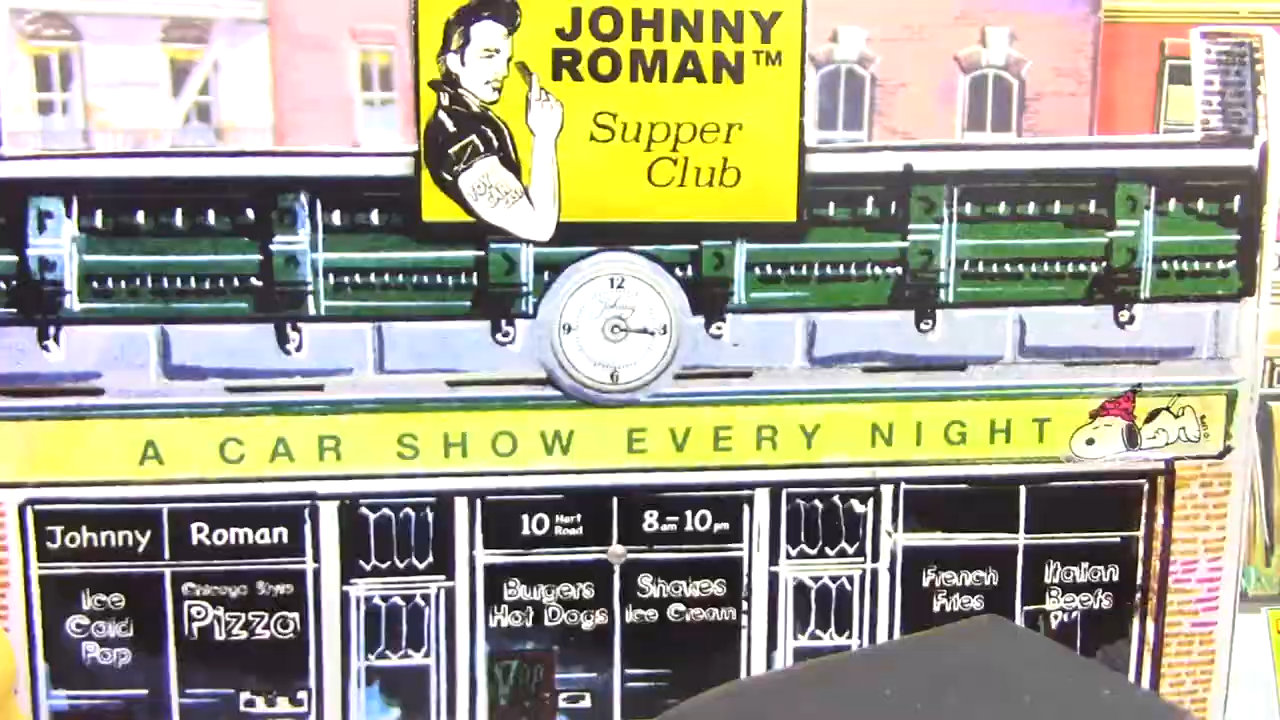 JOHNNY
ROMAN™
Supper
Club
12
9
3
6
A CAR SHOW EVERY NIGHT
Johnny
Roman
10 Hart Road
8am-10pm
Ice
Cold
Pop
Chicago Style
Pizza
Burgers
Hot Dogs
Shakes
Ice Cream
French
Fries
Italian
Beefs